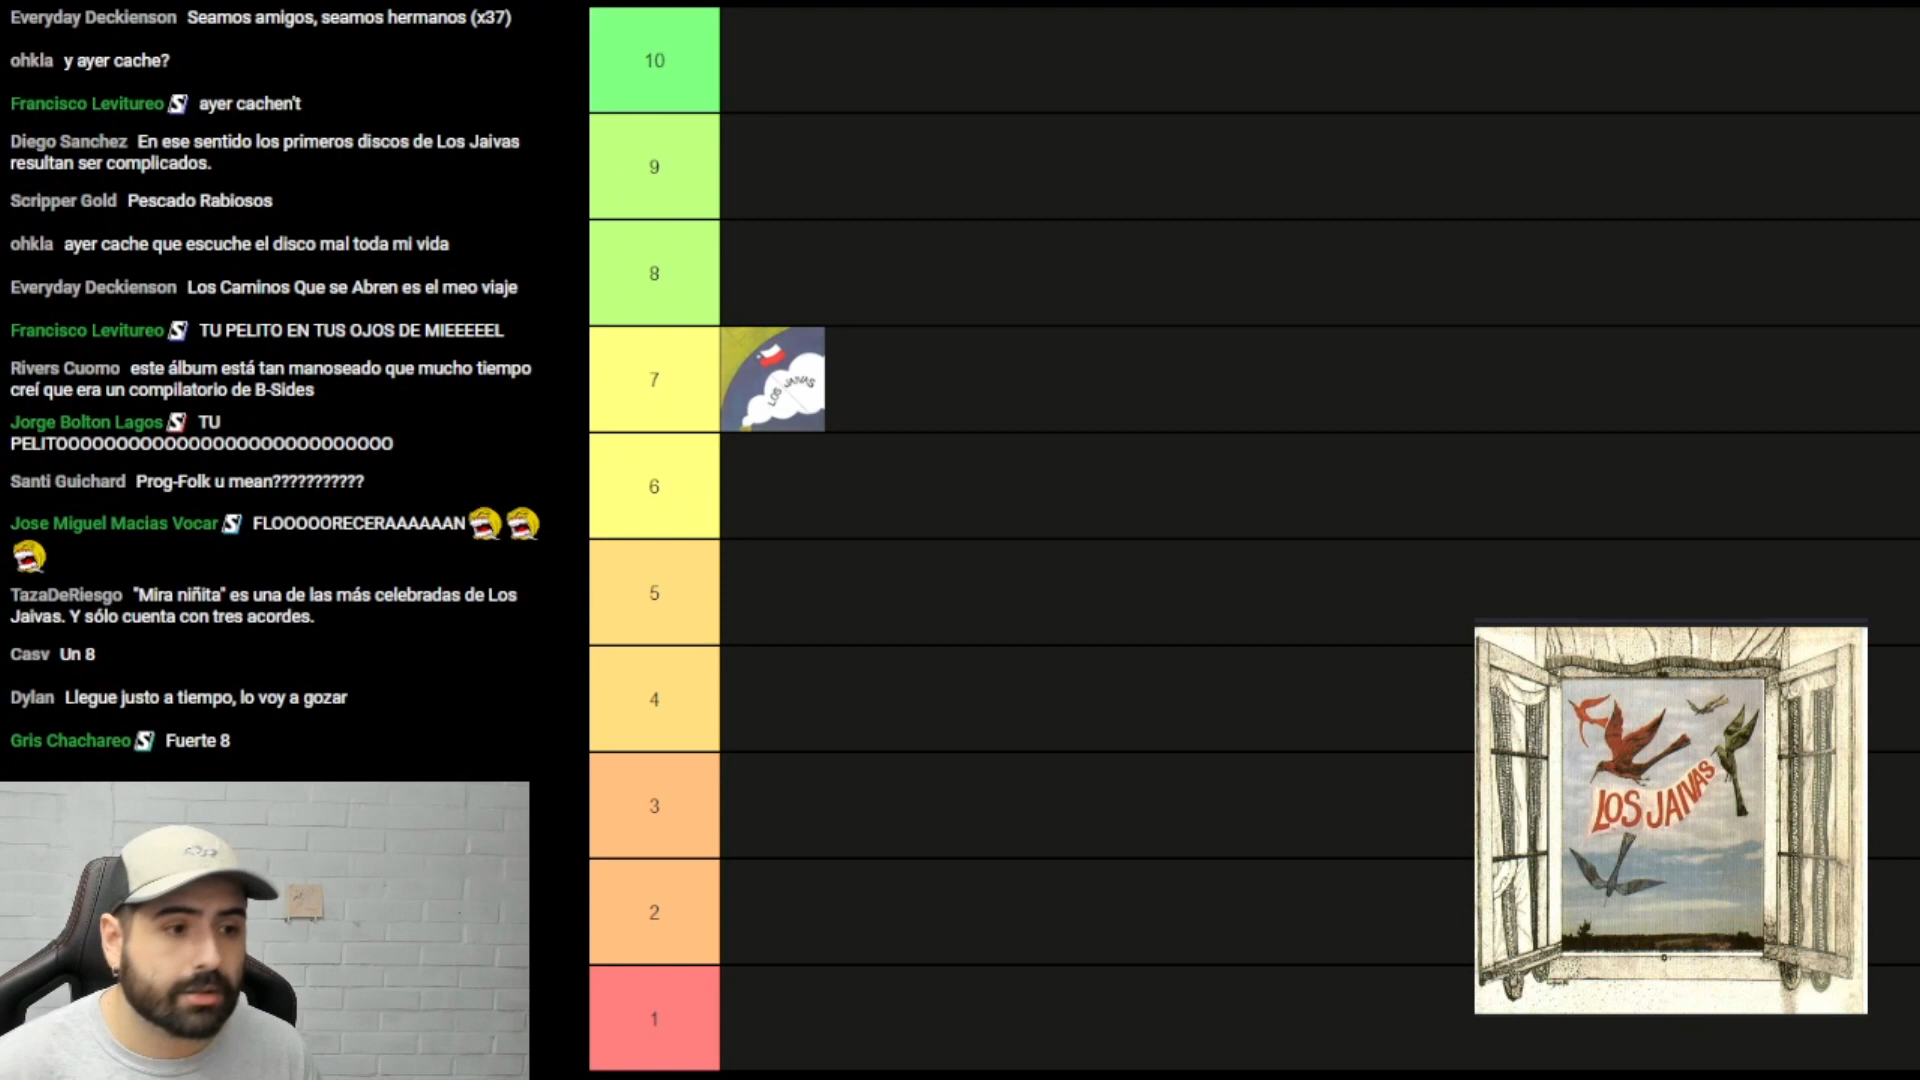 Everyday Deckienson Seamos amigos, seamos hermanos (x37)
ohkla y ayer cache?
Francisco Levitureo S ayer cachen't
Diego Sanchez En ese sentido los primeros discos de Los Jaivas
resultan ser complicados.
Scripper Gold Pescado Rabiosos
ohkla ayer cache que escuche el disco mal toda mi vida
Everyday Deckienson Los Caminos Que se Abren es el meo viaje
Francisco Levitureo S TU PELITO EN TUS OJOS DE MIEEEEEL
Rivers Cuomo este álbum está tan manoseado que mucho tiempo
creí que era un compilatorio de B-Sides
Jorge Bolton Lagos S TU
PELITOOOOOOOOOOOOOOOOOOOOOOOOOOOO
Santi Guichard Prog-Folk u mean???????????
Jose Miguel Macias Vocar S FLOOOOORECERAAAAAAN
TazaDeRiesgo "Mira niñita" es una de las más celebradas de Los
Jaivas. Y sólo cuenta con tres acordes.
Casv Un 8
Dylan Llegue justo a tiempo, lo voy a gozar
Gris Chachareo S Fuerte 8
10
9
8
7
LOS JAIVAS
6
5
4
3
2
1
LOS JAIVAS